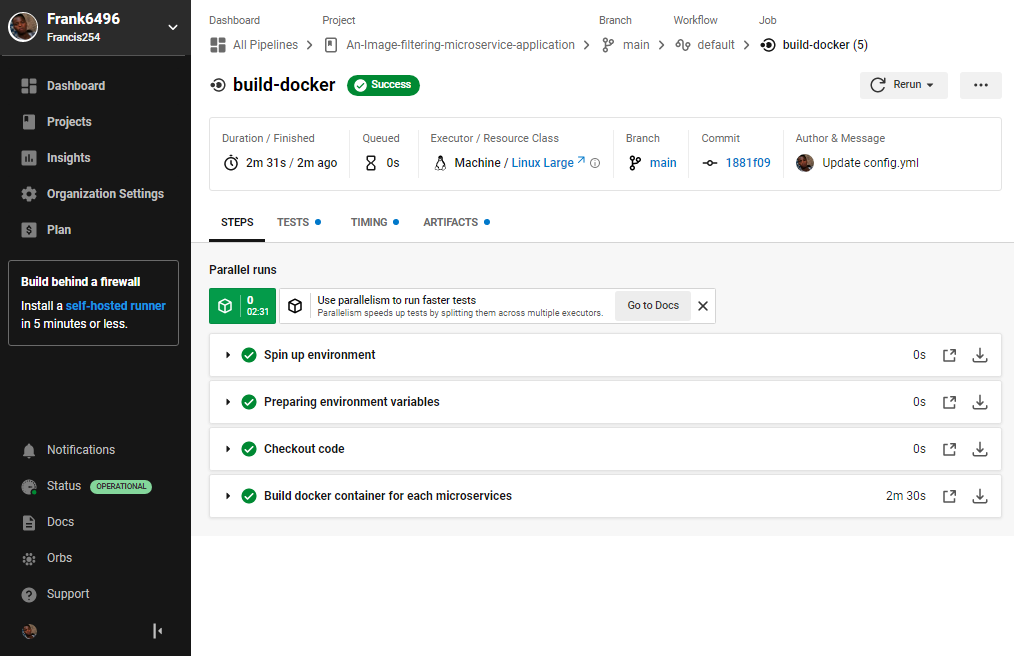 Frank6496
Francis254
Dashboard
Projects
Insights
Organization Settings
Plan
Build behind a firewall
Install a self-hosted runner
in 5 minutes or less.
Notifications
Status OPERATIONAL
Docs
Orbs
Support
Dashboard Project Branch Workflow Job
All Pipelines An-Image-filtering-microservice-application main default build-docker (5)
build-docker Success Rerun
Duration / Finished Queued Executor / Resource Class Branch Commit Author & Message
2m 31s / 2m ago 0s Machine / Linux Large main 1881f09 Update config.yml
STEPS TESTS TIMING ARTIFACTS
Parallel runs
0
02:31
Use parallelism to run faster tests
Parallelism speeds up tests by splitting them across multiple executors.
Go to Docs
Spin up environment 0s
Preparing environment variables 0s
Checkout code 0s
Build docker container for each microservices 2m 30s